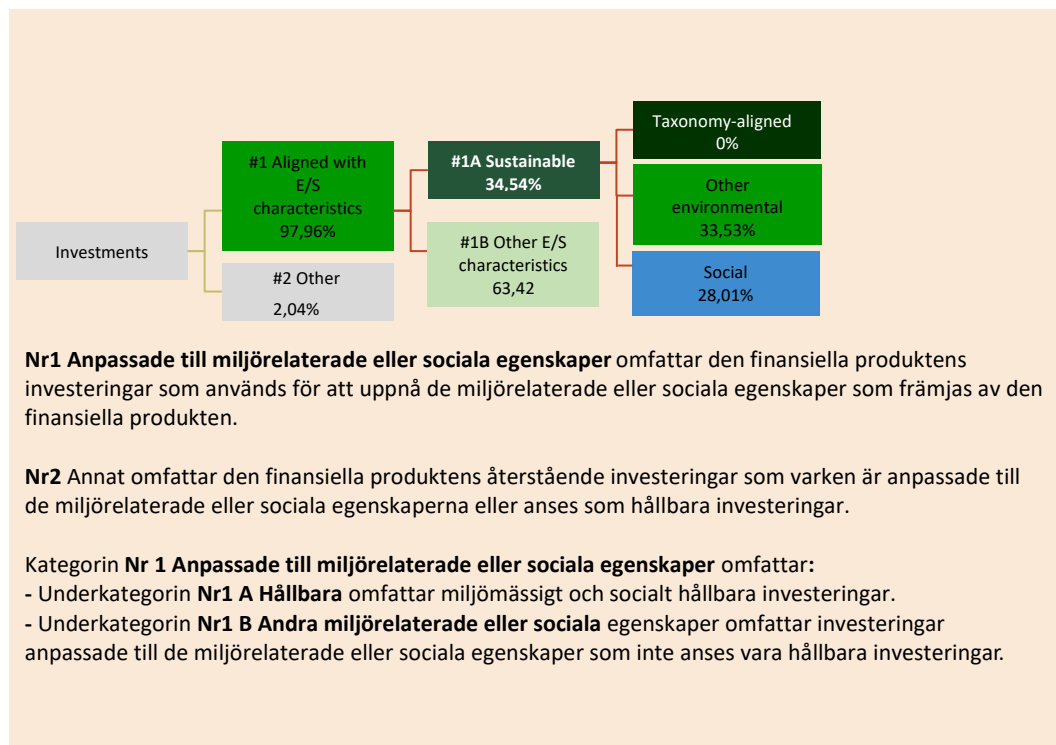 Investments
#1 Aligned with
E/S
characteristics
97,96%
#2 Other
2,04%
#1A Sustainable
34,54%
#1B Other E/S
characteristics
63,42
Taxonomy-aligned
0%
Other
environmental
33,53%
Social
28,01%
Nr1 Anpassade till miljörelaterade eller sociala egenskaper omfattar den finansiella produktens
investeringar som används för att uppnå de miljörelaterade eller sociala egenskaper som främjas av den
finansiella produkten.
Nr2 Annat omfattar den finansiella produktens återstående investeringar som varken är anpassade till
de miljörelaterade eller sociala egenskaperna eller anses som hållbara investeringar.
Kategorin Nr 1 Anpassade till miljörelaterade eller sociala egenskaper omfattar:
- Underkategorin Nr1 A Hållbara omfattar miljömässigt och socialt hållbara investeringar.
- Underkategorin Nr1 B Andra miljörelaterade eller sociala egenskaper omfattar investeringar
anpassade till de miljörelaterade eller sociala egenskaper som inte anses vara hållbara investeringar.